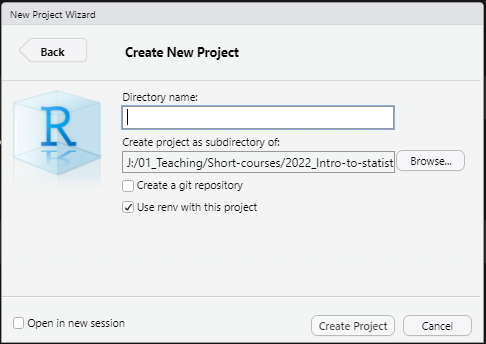 New Project Wizard
Back
Create New Project
R
Directory name:
Create project as subdirectory of:
J:/01_Teaching/Short-courses/2022_Intro-to-statist
Browse...
Create a git repository
Use renv with this project
Open in new session
Create Project
Cancel